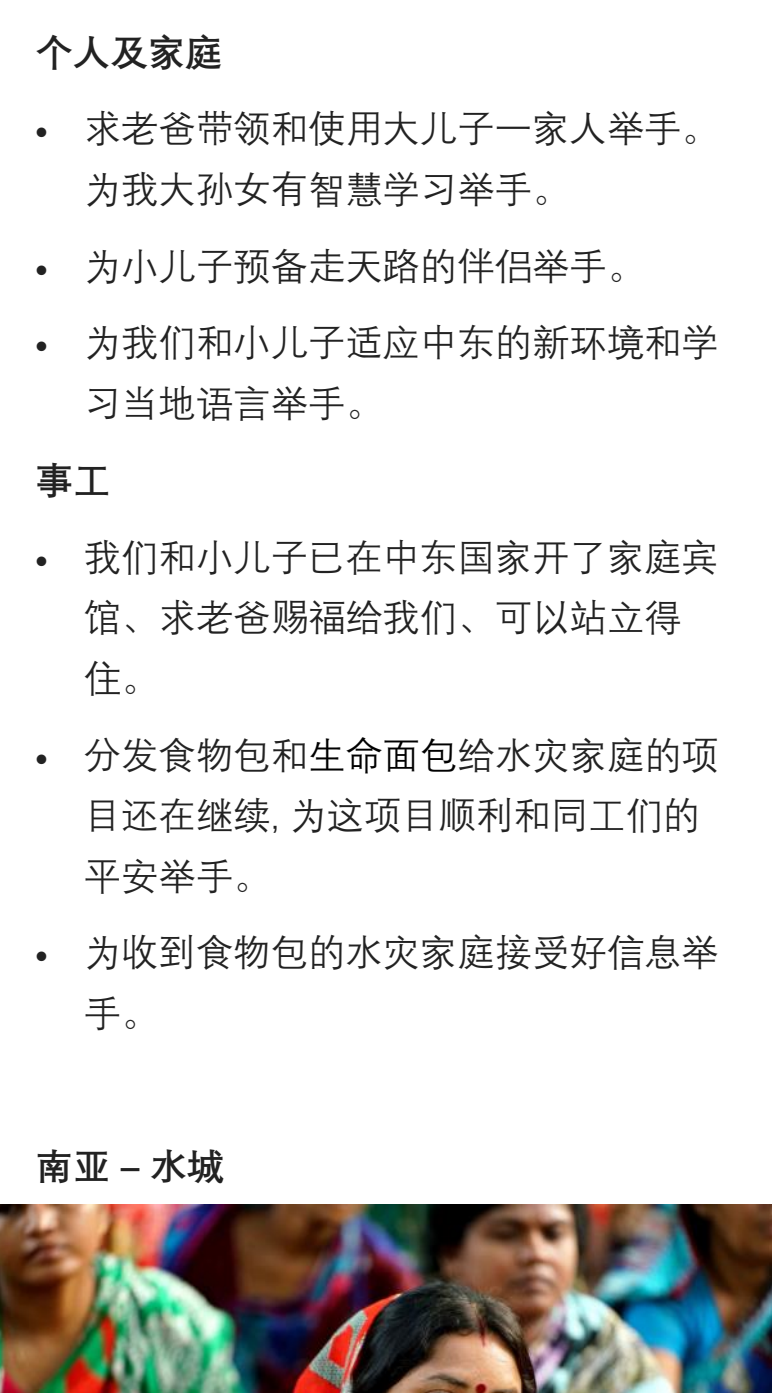 个人及家庭
• 求老爸带领和使用大儿子一家人举手。
为我大孙女有智慧学习举手。
• 为小儿子预备走天路的伴侣举手。
• 为我们和小儿子适应中东的新环境和学
习当地语言举手。
事工
• 我们和小儿子已在中东国家开了家庭宾
馆、求老爸赐福给我们、可以站立得
住。
• 分发食物包和生命面包给水灾家庭的项
目还在继续, 为这项目顺利和同工们的
平安举手。
• 为收到食物包的水灾家庭接受好信息举
手。
南亚 – 水城